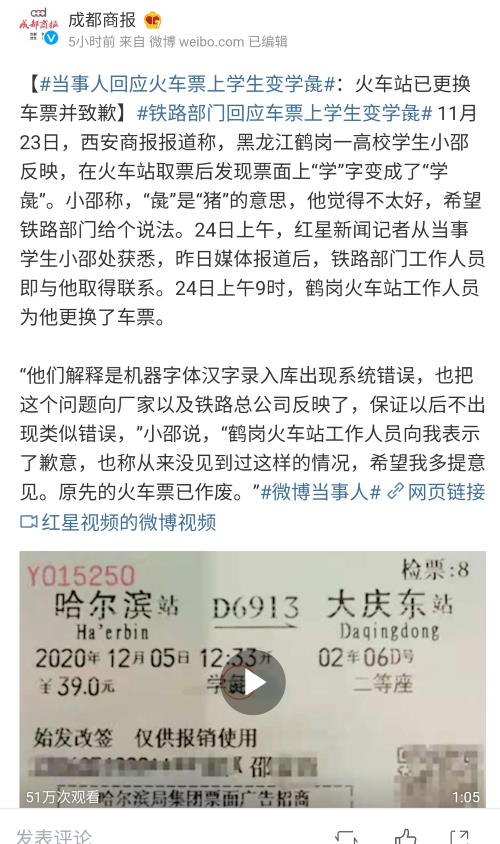 成都商报
成都商报
5小时前 来自 微博 weibo.com 已编辑
【#当事人回应火车票上学生变学彘#：火车站已更换
车票并致歉】#铁路部门回应车票上学生变学彘# 11月
23日，西安商报报道称，黑龙江鹤岗一高校学生小邵
反映，在火车站取票后发现票面上“学”字变成了“学
彘”。小邵称，“彘”是“猪”的意思，他觉得不太好，希望
铁路部门给个说法。24日上午，红星新闻记者从当事
学生小邵处获悉，昨日媒体报道后，铁路部门工作人员
即与他取得联系。24日上午9时，鹤岗火车站工作人员
为他更换了车票。
“他们解释是机器字体汉字录入库出现系统错误，也把
这个问题向厂家以及铁路总公司反映了，保证以后不出
现类似错误，”小邵说，“鹤岗火车站工作人员向我表示
了歉意，也称从来没见到过这样的情况，希望我多提意
见。原先的火车票已作废。”#微博当事人# 网页链接
红星视频的微博视频
Y015250
检票:8
哈尔滨站 D6913 大庆东站
Ha'erbin Daqingdong
2020年12月05日 12:33开 02车06D号
￥39.0元 学 二等座
始发改签 仅供报销使用
邵
51万次观看 哈尔滨局集团票面广告招商 1:05
发表评论